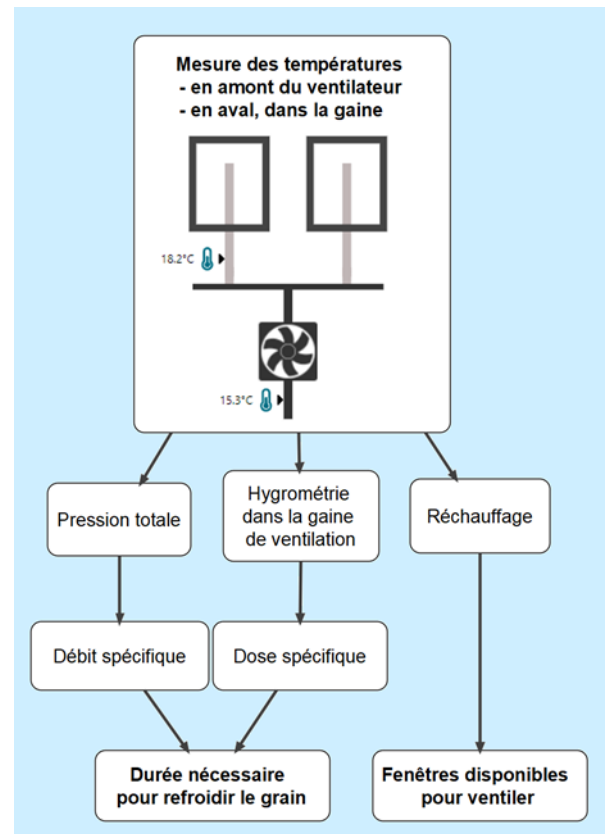 Mesure des températures
- en amont du ventilateur
- en aval, dans la gaine
18.2°C
15.3°C
Pression totale
Hygrométrie
dans la gaine
de ventilation
Réchauffage
Débit spécifique
Dose spécifique
Durée nécessaire
pour refroidir le grain
Fenêtres disponibles
pour ventiler